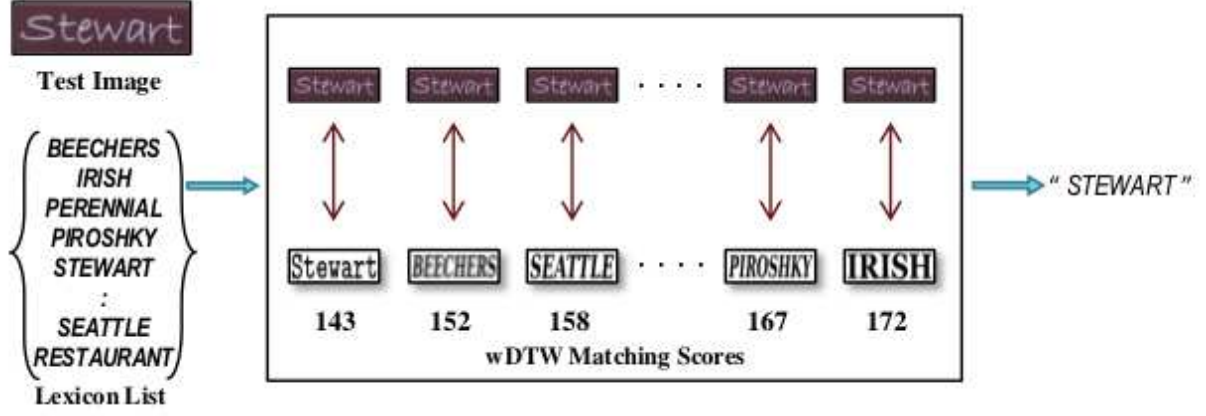 Stewart
Test Image
BEECHERS
IRISH
PERENNIAL
PIROSHKY
STEWART
:
SEATTLE
RESTAURANT
Lexicon List
Stewart Stewart Stewart . . . . Stewart Stewart
Stewart BEECHERS SEATTLE . . . . PIROSHKY IRISH
143 152 158 167 172
wDTW Matching Scores
" STEWART "